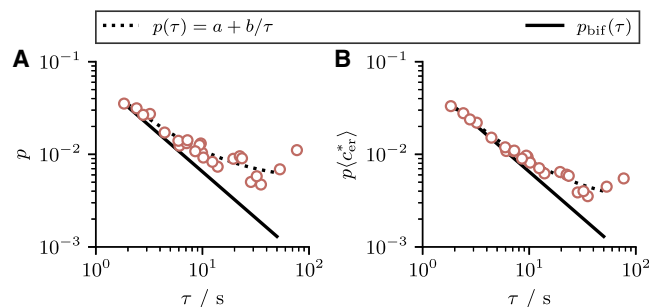 p(τ) = a + b/τ
p_bif(τ)
A
B
10^{-1}
10^{-2}
10^{-3}
p
10^0
10^1
10^2
τ / s
10^{-1}
10^{-2}
10^{-3}
p⟨c*_er⟩
10^0
10^1
10^2
τ / s